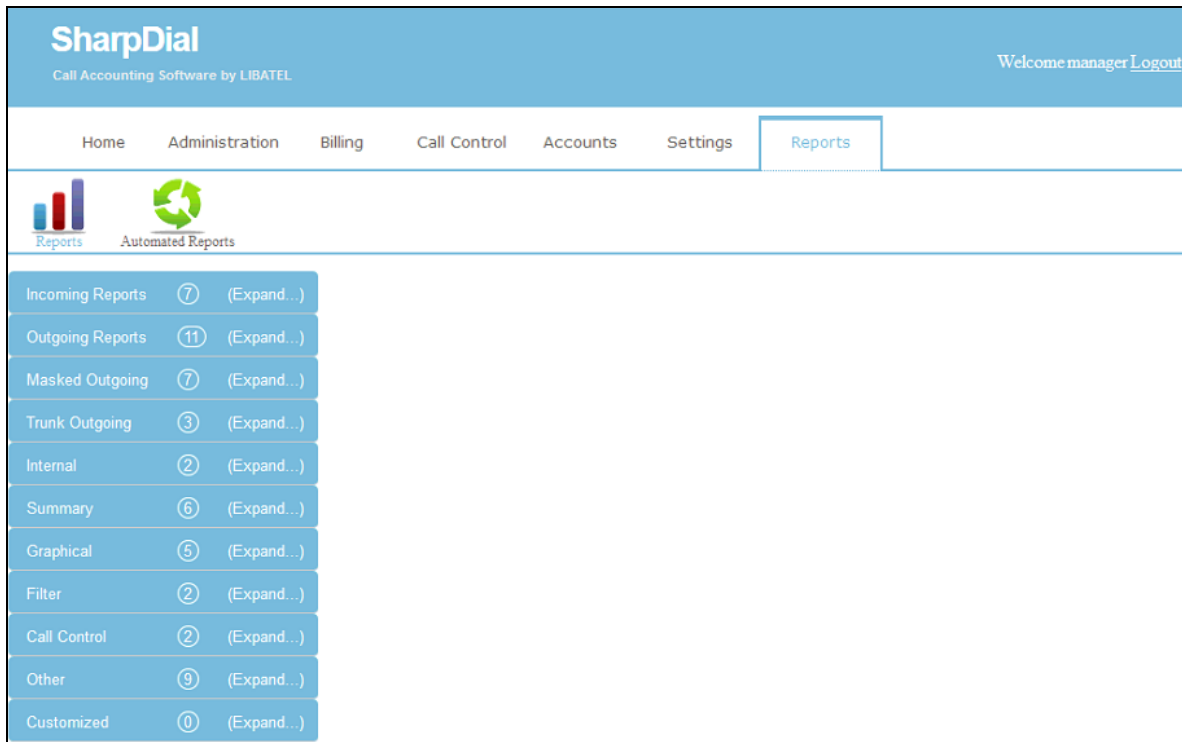 SharpDial
Call Accounting Software by LIBATEL
Welcome manager Logout
Home Administration Billing Call Control Accounts Settings Reports
Reports Automated Reports
Incoming Reports 7 (Expand...)
Outgoing Reports 11 (Expand...)
Masked Outgoing 7 (Expand...)
Trunk Outgoing 3 (Expand...)
Internal 2 (Expand...)
Summary 6 (Expand...)
Graphical 5 (Expand...)
Filter 2 (Expand...)
Call Control 2 (Expand...)
Other 9 (Expand...)
Customized 0 (Expand...)